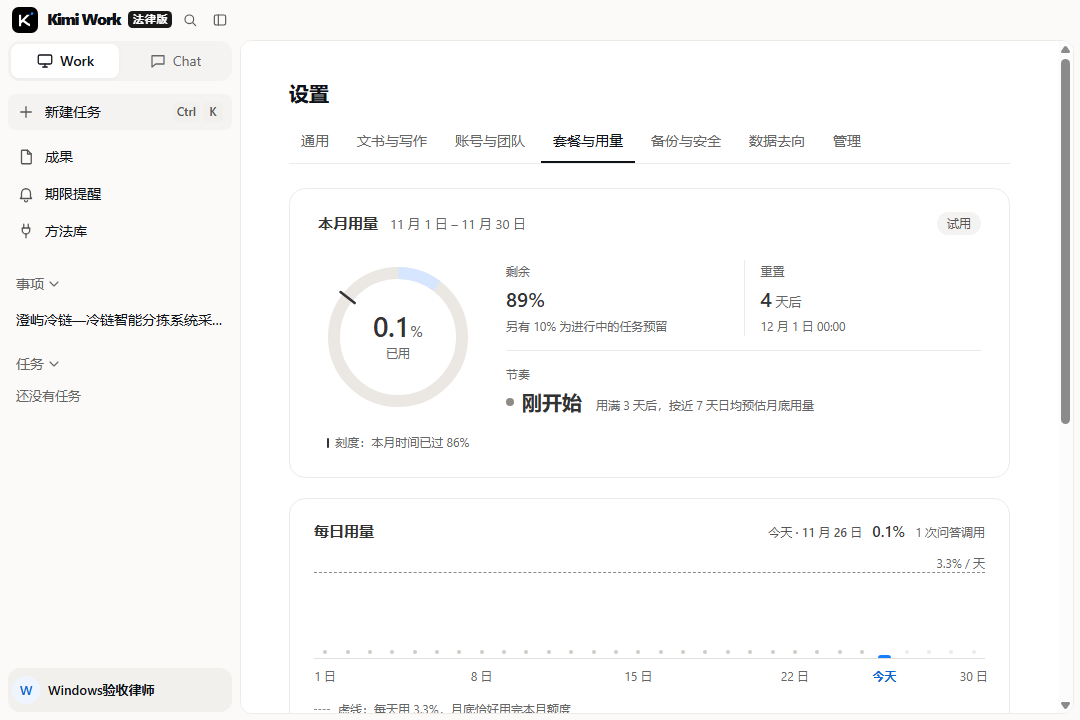 Kimi Work 法律版
Work Chat
新建任务 Ctrl K
成果
期限提醒
方法库
事项
澄屿冷链—冷链智能分拣系统采...
任务
还没有任务
W Windows验收律师
设置
通用 文书与写作 账号与团队 套餐与用量 备份与安全 数据去向 管理
本月用量 11 月 1 日 – 11 月 30 日 试用
0.1%
已用
剩余
89%
另有 10% 为进行中的任务预留
重置
4 天后
12 月 1 日 00:00
节奏
刚开始 用满 3 天后，按近 7 天日均预估月底用量
刻度：本月时间已过 86%
每日用量 今天 · 11 月 26 日 0.1% 1 次问答调用
3.3% / 天
1 日 8 日 15 日 22 日 今天 30 日
虚线：每天用 3.3%，月底恰好用完本月额度